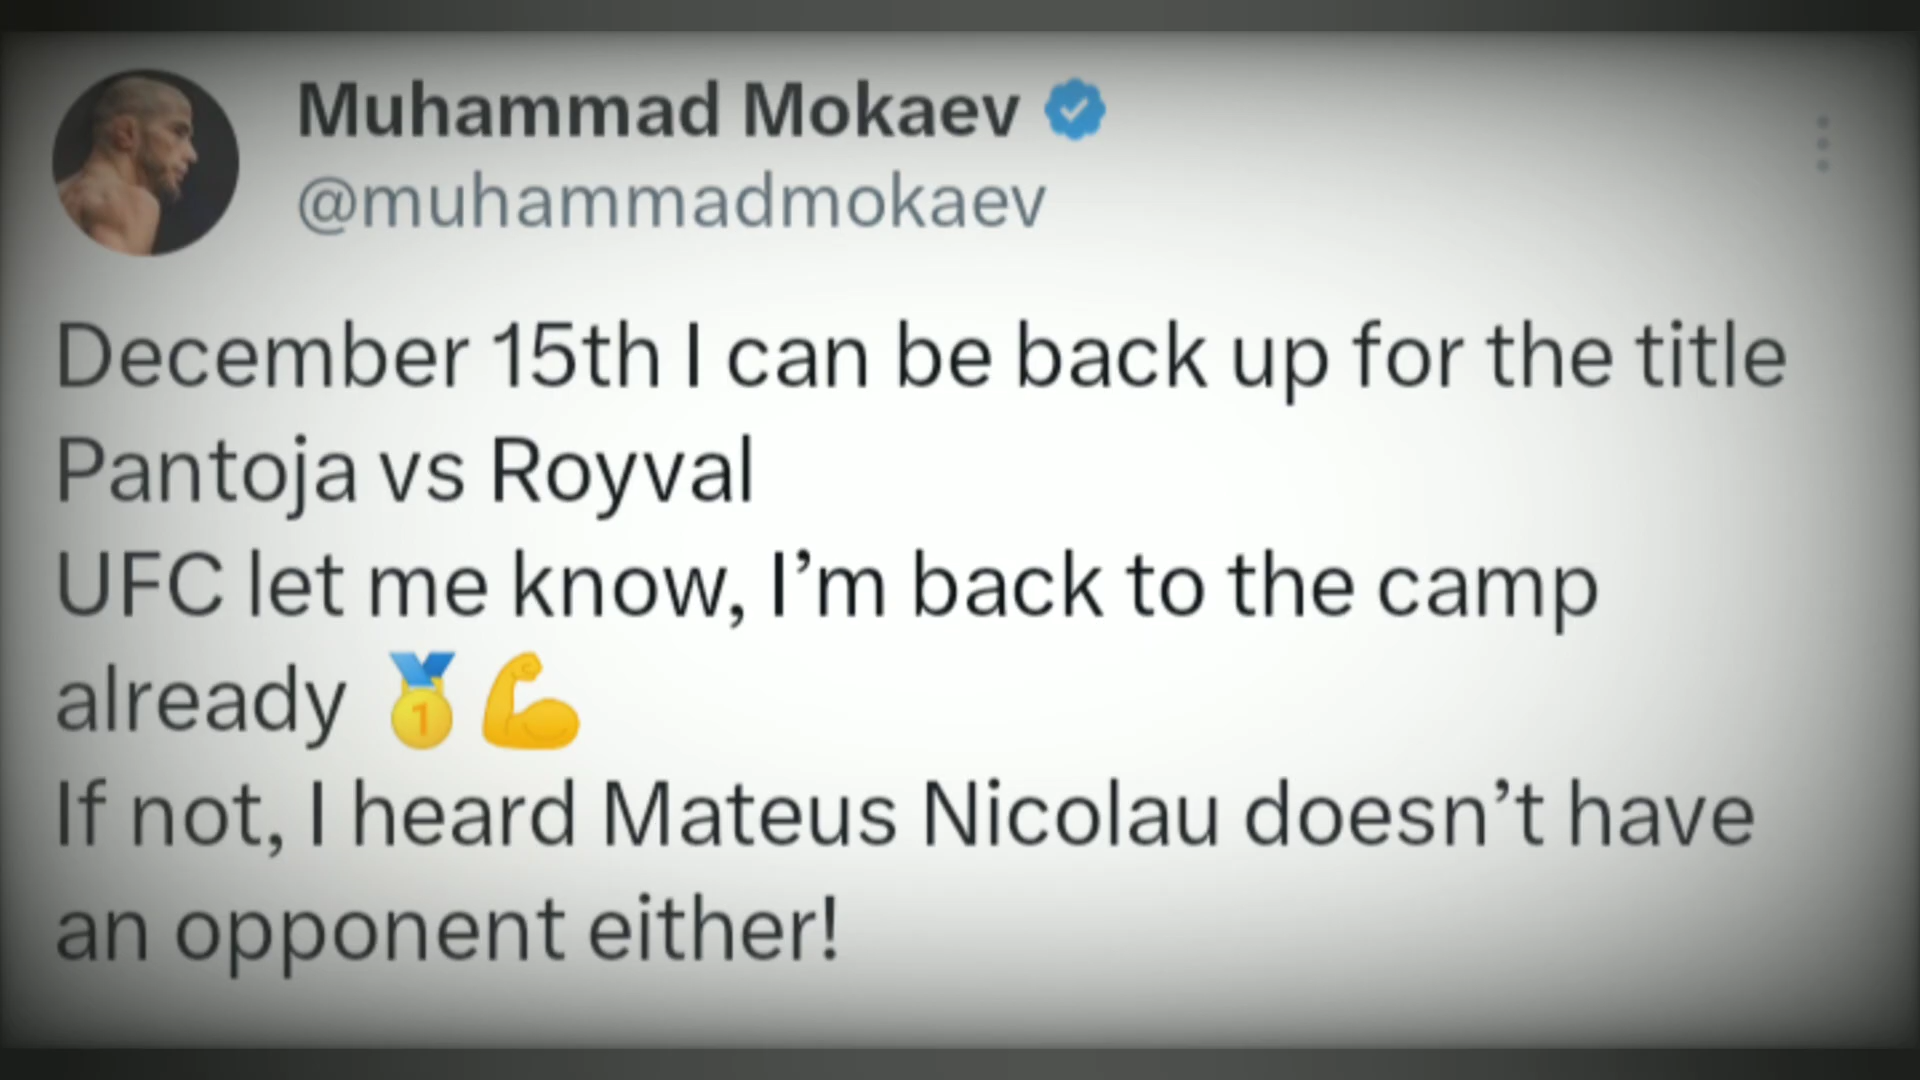 Muhammad Mokaev
@muhammadmokaev
December 15th I can be back up for the title
Pantoja vs Royval
UFC let me know, I’m back to the camp
already 🥇💪
If not, I heard Mateus Nicolau doesn’t have
an opponent either!